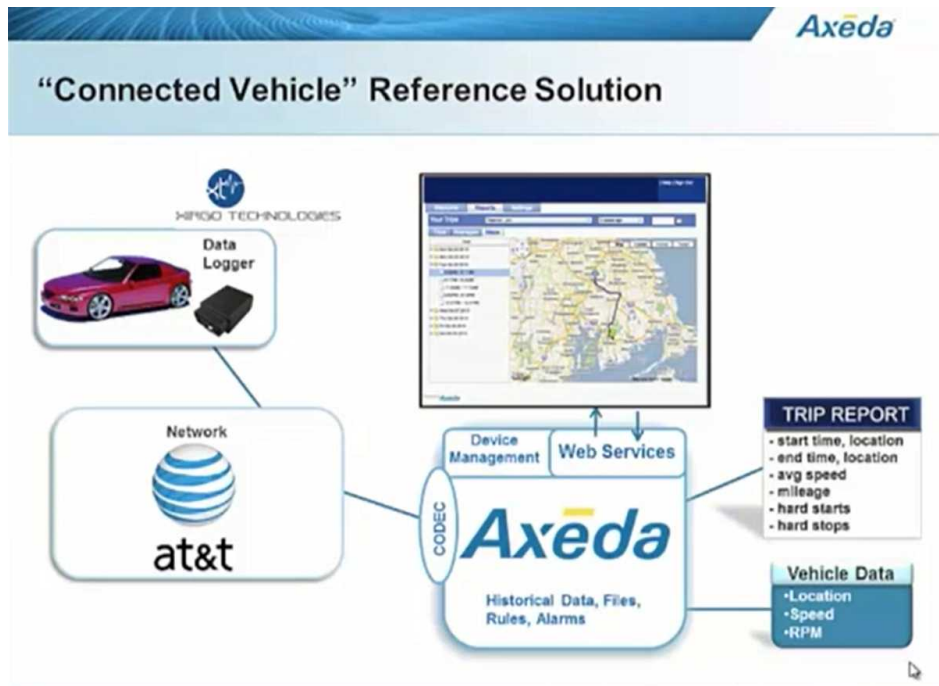 Axeda
“Connected Vehicle” Reference Solution
XIRGO TECHNOLOGIES
Data
Logger
Network
at&t
Device
Management
Web Services
CODEC
Axeda
Historical Data, Files,
Rules, Alarms
TRIP REPORT
- start time, location
- end time, location
- avg speed
- mileage
- hard starts
- hard stops
Vehicle Data
•Location
•Speed
•RPM